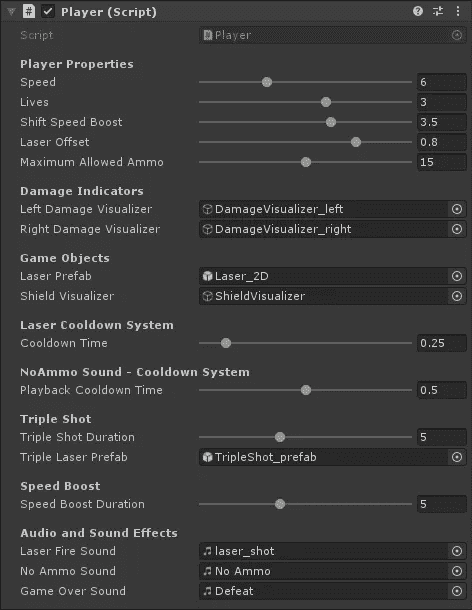 Player (Script)
Script Player
Player Properties
Speed 6
Lives 3
Shift Speed Boost 3.5
Laser Offset 0.8
Maximum Allowed Ammo 15
Damage Indicators
Left Damage Visualizer DamageVisualizer_left
Right Damage Visualizer DamageVisualizer_right
Game Objects
Laser Prefab Laser_2D
Shield Visualizer ShieldVisualizer
Laser Cooldown System
Cooldown Time 0.25
NoAmmo Sound - Cooldown System
Playback Cooldown Time 0.5
Triple Shot
Triple Shot Duration 5
Triple Laser Prefab TripleShot_prefab
Speed Boost
Speed Boost Duration 5
Audio and Sound Effects
Laser Fire Sound laser_shot
No Ammo Sound No Ammo
Game Over Sound Defeat